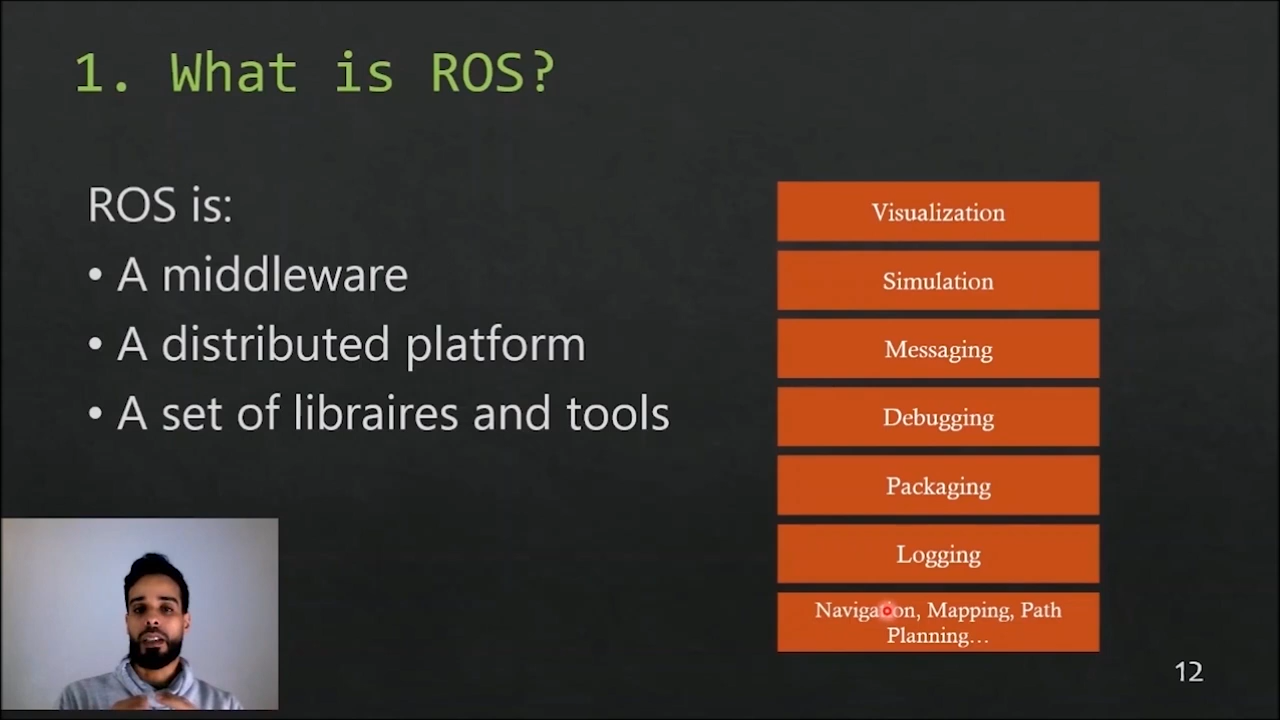 1. What is ROS?
ROS is:
• A middleware
• A distributed platform
• A set of libraires and tools
Visualization
Simulation
Messaging
Debugging
Packaging
Logging
Navigation, Mapping, Path
Planning...
12